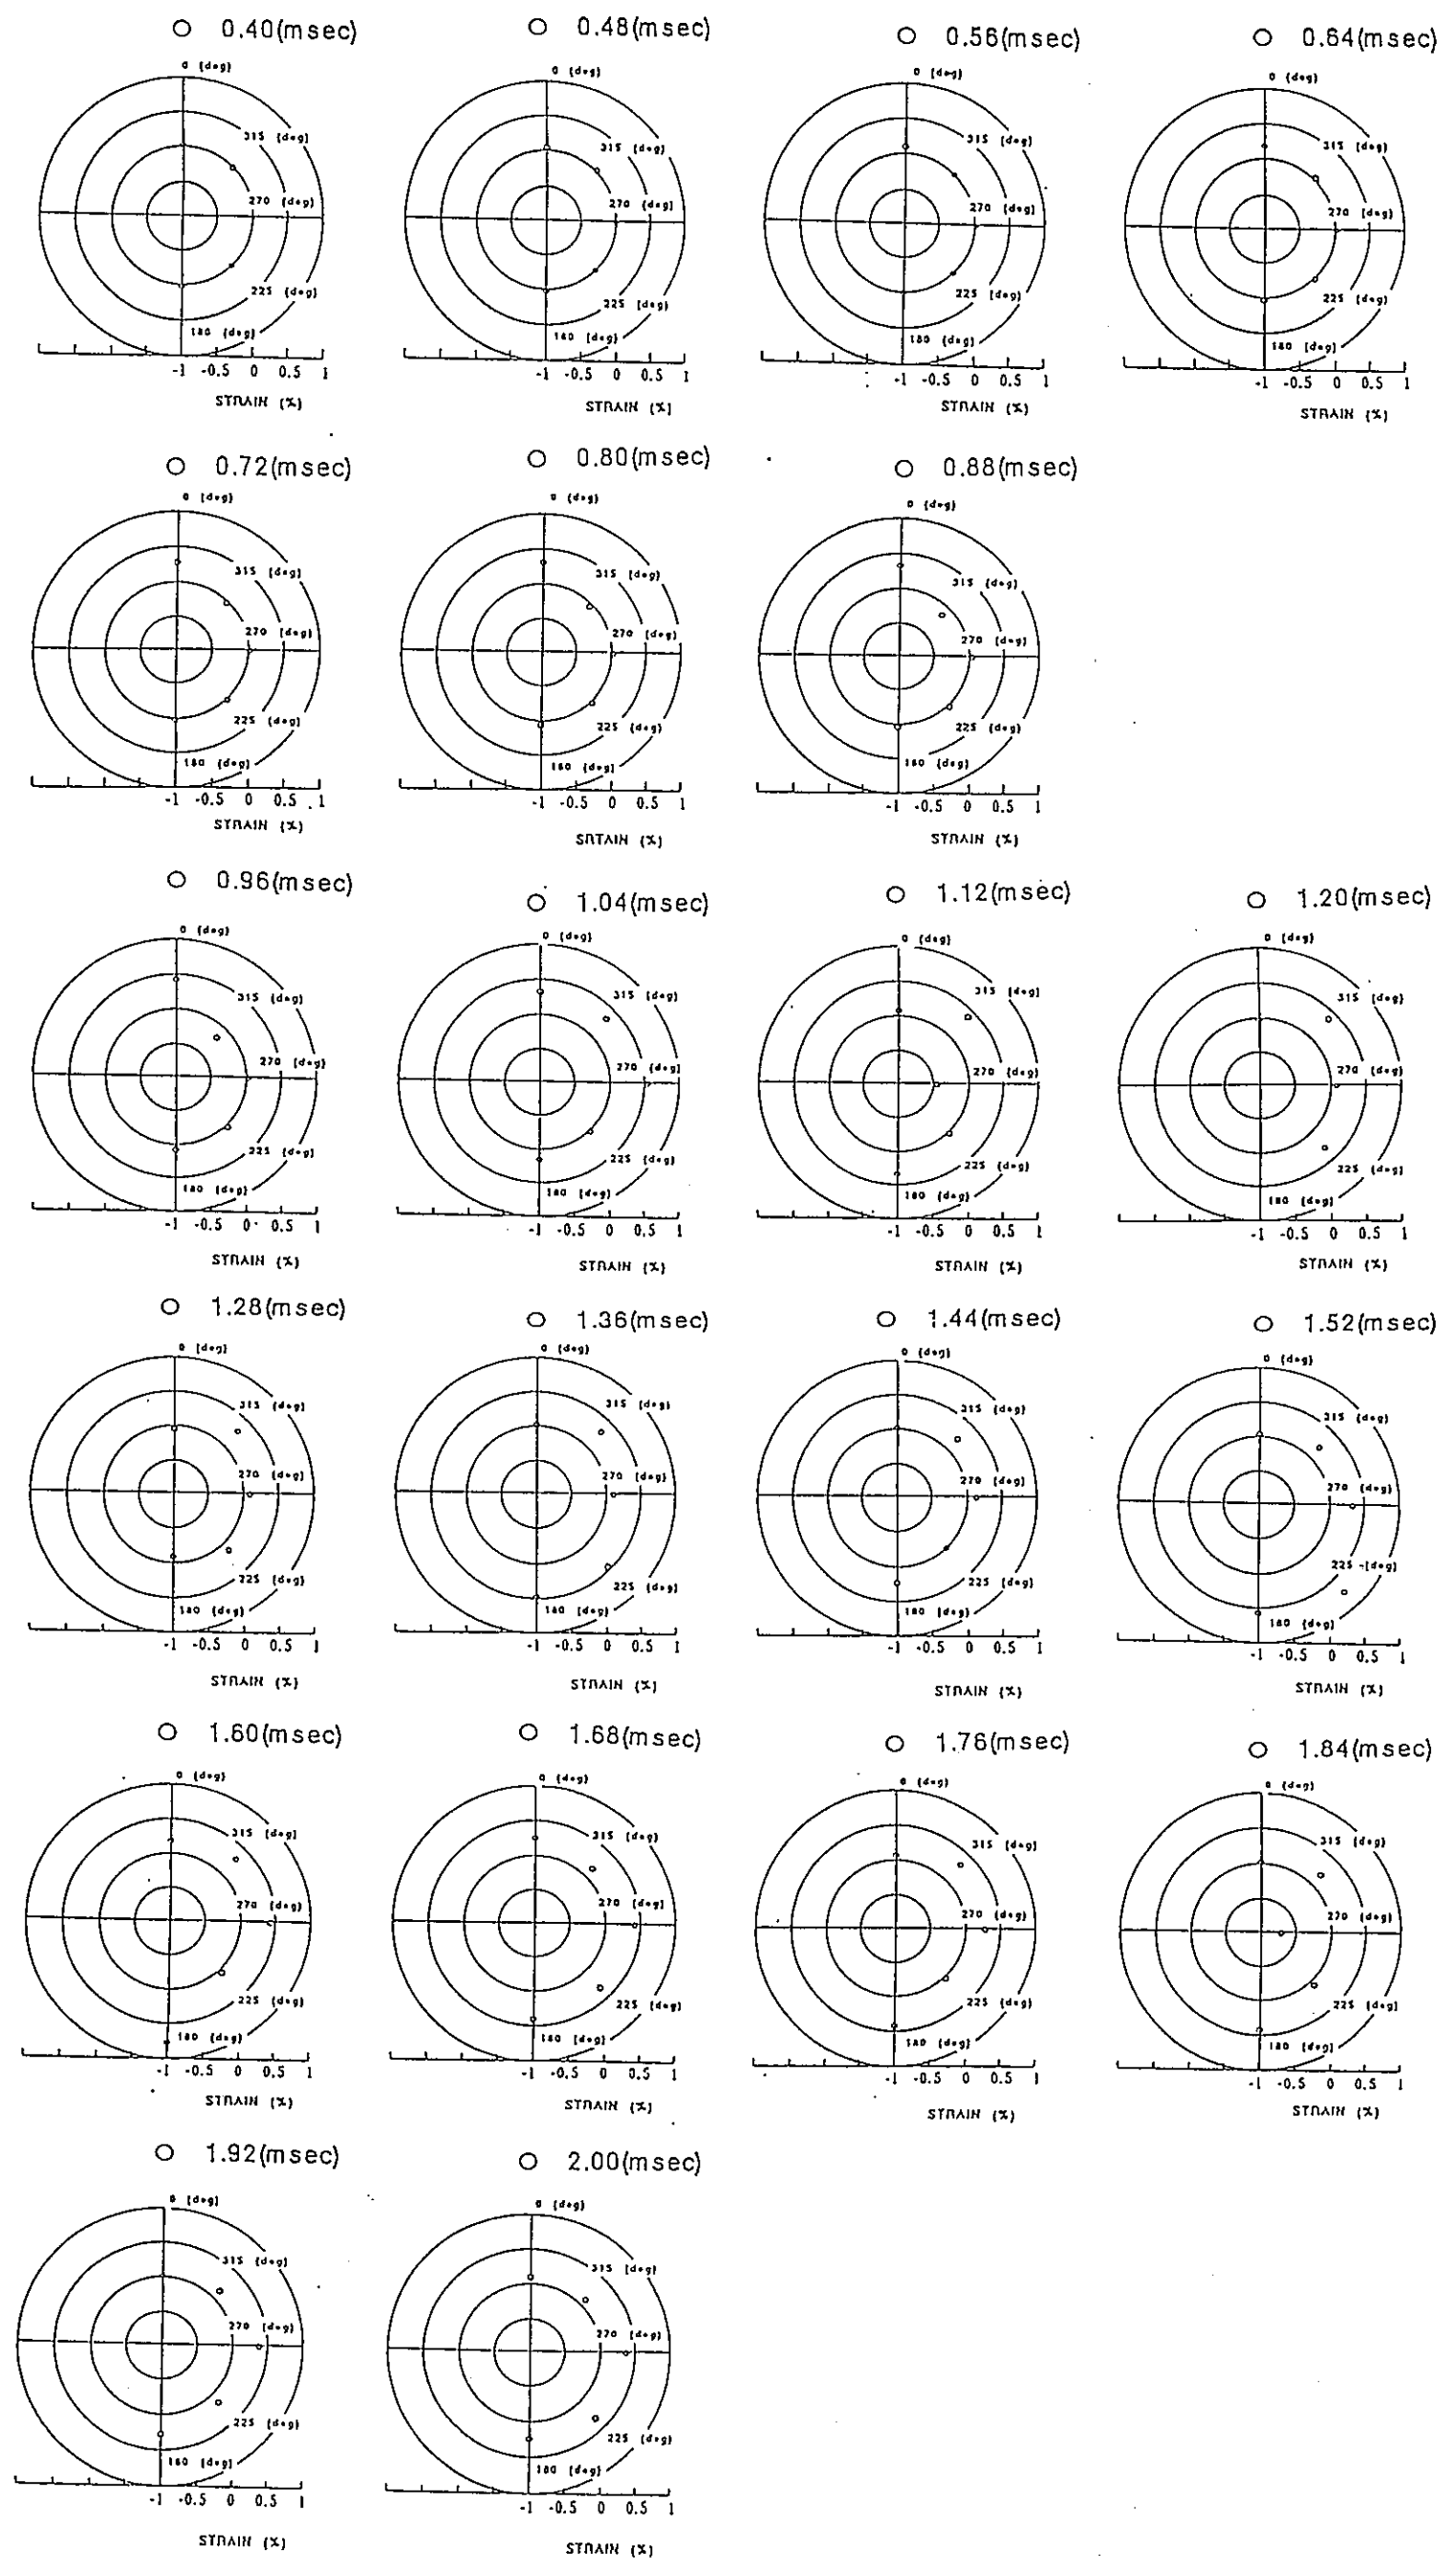 0.40(msec)
0 (deg)
315 (deg)
270 (deg)
225 (deg)
180 (deg)
-1 -0.5 0 0.5 1
STRAIN (%)
0.48(msec)
0 (deg)
315 (deg)
270 (deg)
225 (deg)
180 (deg)
-1 -0.5 0 0.5 1
STRAIN (%)
0.56(msec)
0 (deg)
315 (deg)
270 (deg)
225 (deg)
180 (deg)
-1 -0.5 0 0.5 1
STRAIN (%)
0.64(msec)
0 (deg)
315 (deg)
270 (deg)
225 (deg)
180 (deg)
-1 -0.5 0 0.5 1
STRAIN (%)
0.72(msec)
0 (deg)
315 (deg)
270 (deg)
225 (deg)
180 (deg)
-1 -0.5 0 0.5 1
STRAIN (%)
0.80(msec)
0 (deg)
315 (deg)
270 (deg)
225 (deg)
180 (deg)
-1 -0.5 0 0.5 1
SRTAIN (%)
0.88(msec)
0 (deg)
315 (deg)
270 (deg)
225 (deg)
180 (deg)
-1 -0.5 0 0.5 1
STRAIN (%)
0.96(msec)
0 (deg)
315 (deg)
270 (deg)
225 (deg)
180 (deg)
-1 -0.5 0 0.5 1
STRAIN (%)
1.04(msec)
0 (deg)
315 (deg)
270 (deg)
225 (deg)
180 (deg)
-1 -0.5 0 0.5 1
STRAIN (%)
1.12(msec)
0 (deg)
315 (deg)
270 (deg)
225 (deg)
180 (deg)
-1 -0.5 0 0.5 1
STRAIN (%)
1.20(msec)
0 (deg)
315 (deg)
270 (deg)
225 (deg)
180 (deg)
-1 -0.5 0 0.5 1
STRAIN (%)
1.28(msec)
0 (deg)
315 (deg)
270 (deg)
225 (deg)
180 (deg)
-1 -0.5 0 0.5 1
STRAIN (%)
1.36(msec)
0 (deg)
315 (deg)
270 (deg)
225 (deg)
180 (deg)
-1 -0.5 0 0.5 1
STRAIN (%)
1.44(msec)
0 (deg)
315 (deg)
270 (deg)
225 (deg)
180 (deg)
-1 -0.5 0 0.5 1
STRAIN (%)
1.52(msec)
0 (deg)
315 (deg)
270 (deg)
225 (deg)
180 (deg)
-1 -0.5 0 0.5 1
STRAIN (%)
1.60(msec)
0 (deg)
315 (deg)
270 (deg)
225 (deg)
180 (deg)
-1 -0.5 0 0.5 1
STRAIN (%)
1.68(msec)
0 (deg)
315 (deg)
270 (deg)
225 (deg)
180 (deg)
-1 -0.5 0 0.5 1
STRAIN (%)
1.76(msec)
0 (deg)
315 (deg)
270 (deg)
225 (deg)
180 (deg)
-1 -0.5 0 0.5 1
STRAIN (%)
1.84(msec)
0 (deg)
315 (deg)
270 (deg)
225 (deg)
180 (deg)
-1 -0.5 0 0.5 1
STRAIN (%)
1.92(msec)
0 (deg)
315 (deg)
270 (deg)
225 (deg)
180 (deg)
-1 -0.5 0 0.5 1
STRAIN (%)
2.00(msec)
0 (deg)
315 (deg)
270 (deg)
225 (deg)
180 (deg)
-1 -0.5 0 0.5 1
STRAIN (%)